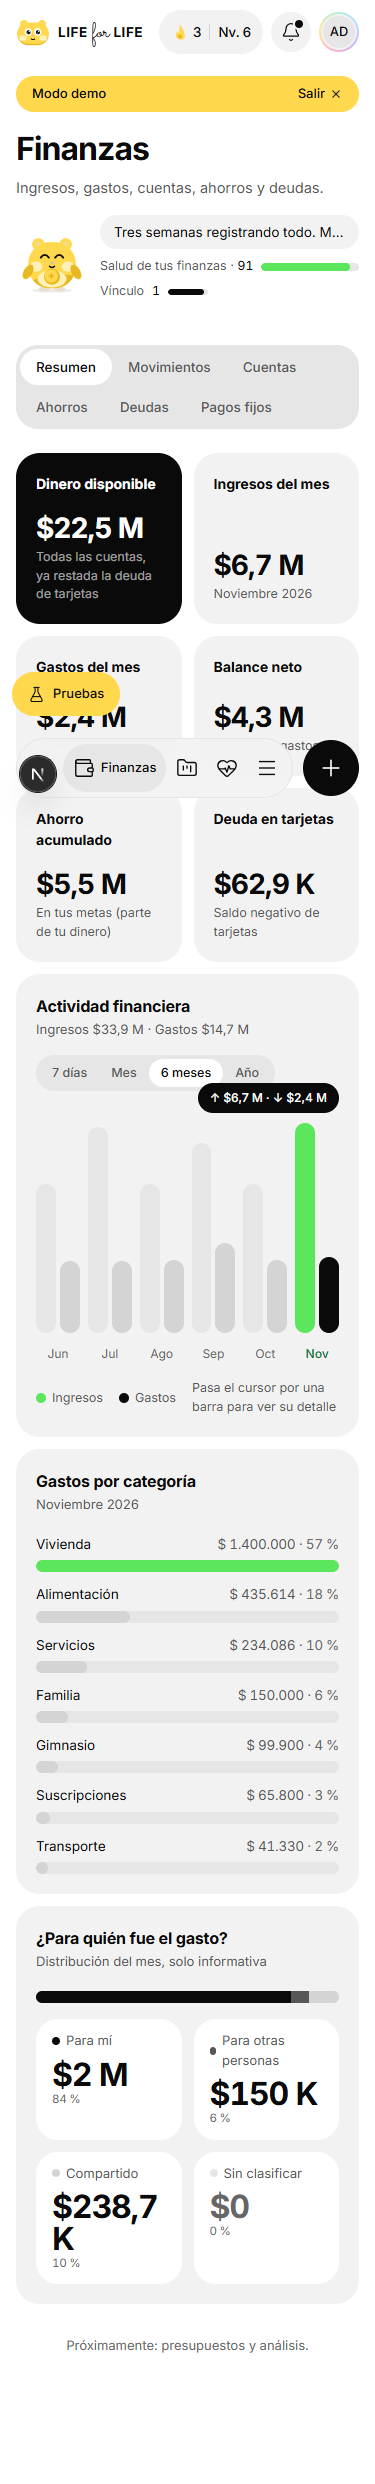 LIFE for LIFE
3
Nv. 6
AD
Modo demo
Salir ×
Finanzas
Ingresos, gastos, cuentas, ahorros y deudas.
Tres semanas registrando todo. M...
Salud de tus finanzas · 91
Vínculo 1
Resumen
Movimientos
Cuentas
Ahorros
Deudas
Pagos fijos
Dinero disponible
$22,5 M
Todas las cuentas,
ya restada la deuda
de tarjetas
Ingresos del mes
$6,7 M
Noviembre 2026
Gastos del mes
$2,4 M
Balance neto
$4,3 M
Pruebas
N
Finanzas
Ahorro
acumulado
$5,5 M
En tus metas (parte
de tu dinero)
Deuda en tarjetas
$62,9 K
Saldo negativo de
tarjetas
Actividad financiera
Ingresos $33,9 M · Gastos $14,7 M
7 días
Mes
6 meses
Año
↑ $6,7 M · ↓ $2,4 M
Jun
Jul
Ago
Sep
Oct
Nov
Ingresos
Gastos
Pasa el cursor por una
barra para ver su detalle
Gastos por categoría
Noviembre 2026
Vivienda
$ 1.400.000 · 57 %
Alimentación
$ 435.614 · 18 %
Servicios
$ 234.086 · 10 %
Familia
$ 150.000 · 6 %
Gimnasio
$ 99.900 · 4 %
Suscripciones
$ 65.800 · 3 %
Transporte
$ 41.330 · 2 %
¿Para quién fue el gasto?
Distribución del mes, solo informativa
Para mí
$2 M
84 %
Para otras
personas
$150 K
6 %
Compartido
$238,7
K
10 %
Sin clasificar
$0
0 %
Próximamente: presupuestos y análisis.